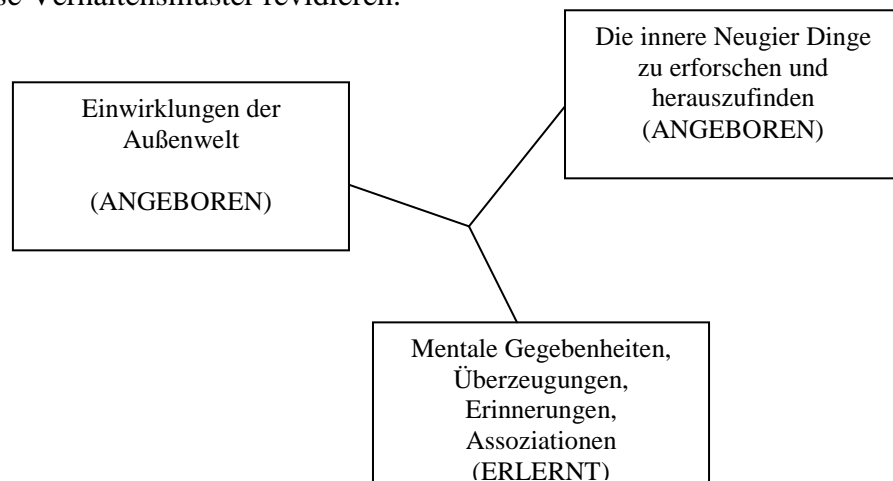 se Verhaltensmuster revidieren.
Die innere Neugier Dinge
zu erforschen und
herauszufinden
(ANGEBOREN)
Einwirklungen der
Außenwelt
(ANGEBOREN)
Mentale Gegebenheiten,
Überzeugungen,
Erinnerungen,
Assoziationen
(ERLERNT)